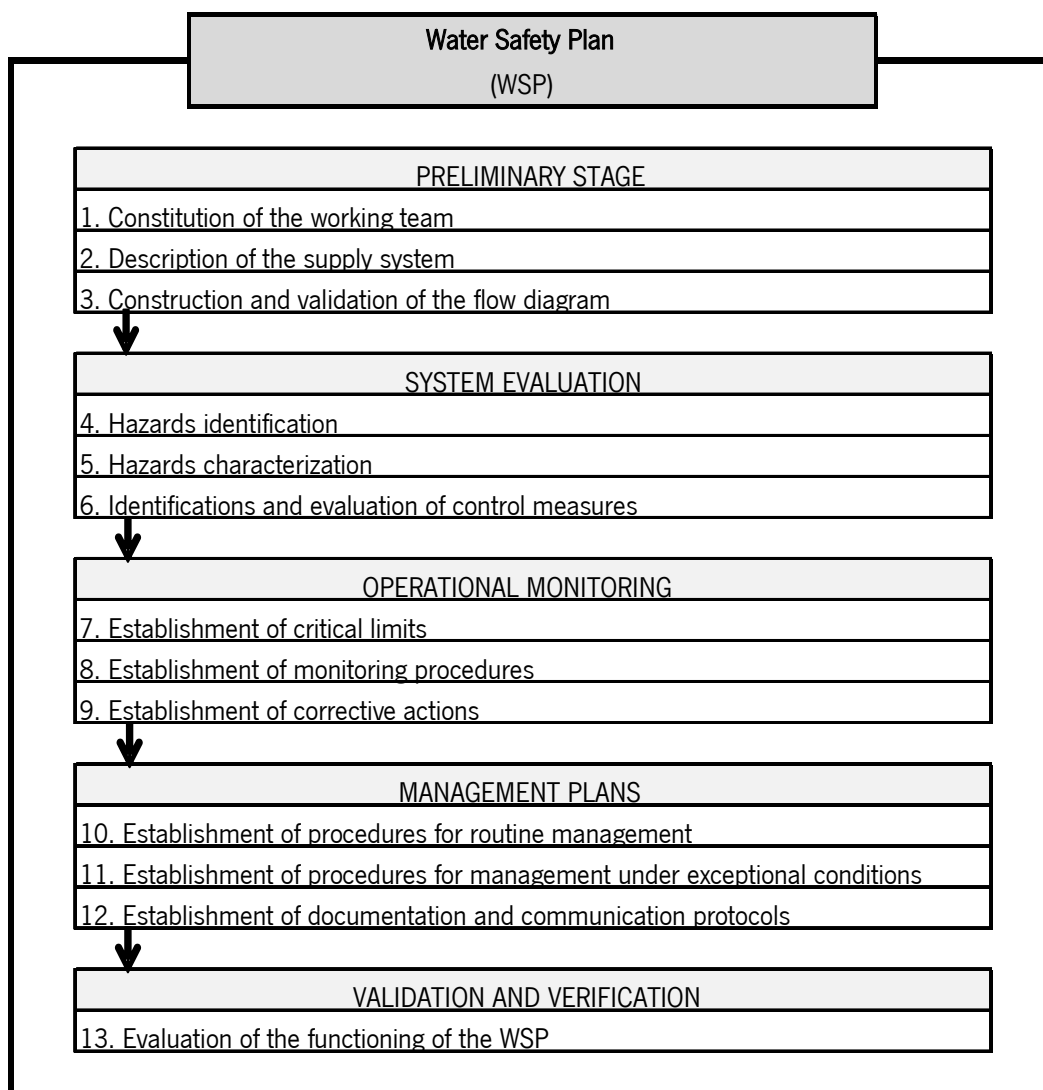 Water Safety Plan
(WSP)
PRELIMINARY STAGE
1. Constitution of the working team
2. Description of the supply system
3. Construction and validation of the flow diagram
SYSTEM EVALUATION
4. Hazards identification
5. Hazards characterization
6. Identifications and evaluation of control measures
OPERATIONAL MONITORING
7. Establishment of critical limits
8. Establishment of monitoring procedures
9. Establishment of corrective actions
MANAGEMENT PLANS
10. Establishment of procedures for routine management
11. Establishment of procedures for management under exceptional conditions
12. Establishment of documentation and communication protocols
VALIDATION AND VERIFICATION
13. Evaluation of the functioning of the WSP